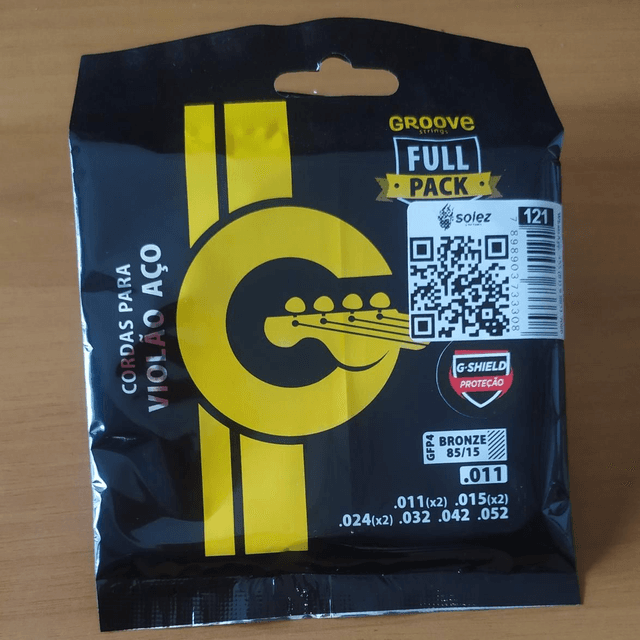 GROOVE
strings
FULL
PACK
solez
121
7898903733308
CORDAS PARA
VIOLÃO AÇO
G-SHIELD
PROTEÇÃO
GFP4
BRONZE
85/15
.011
.011(x2) .015(x2)
.024(x2) .032 .042 .052